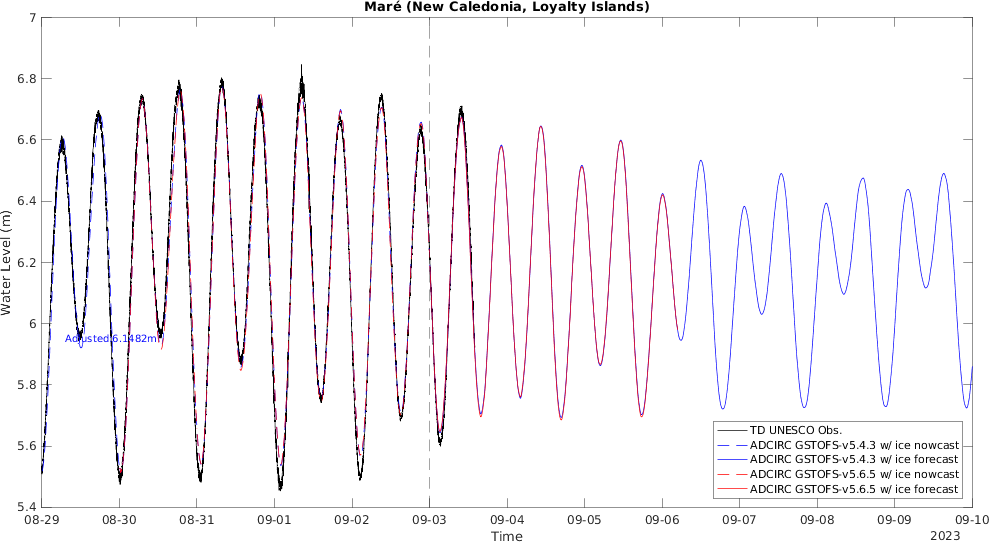 Maré (New Caledonia, Loyalty Islands)
7
6.8
6.6
6.4
6.2
6
5.8
5.6
5.4
Water Level (m)
Adjusted 6.1482m
TD UNESCO Obs.
ADCIRC GSTOFS-v5.4.3 w/ ice nowcast
ADCIRC GSTOFS-v5.4.3 w/ ice forecast
ADCIRC GSTOFS-v5.6.5 w/ ice nowcast
ADCIRC GSTOFS-v5.6.5 w/ ice forecast
08-29 08-30 08-31 09-01 09-02 09-03 09-04 09-05 09-06 09-07 09-08 09-09 09-10
Time
2023